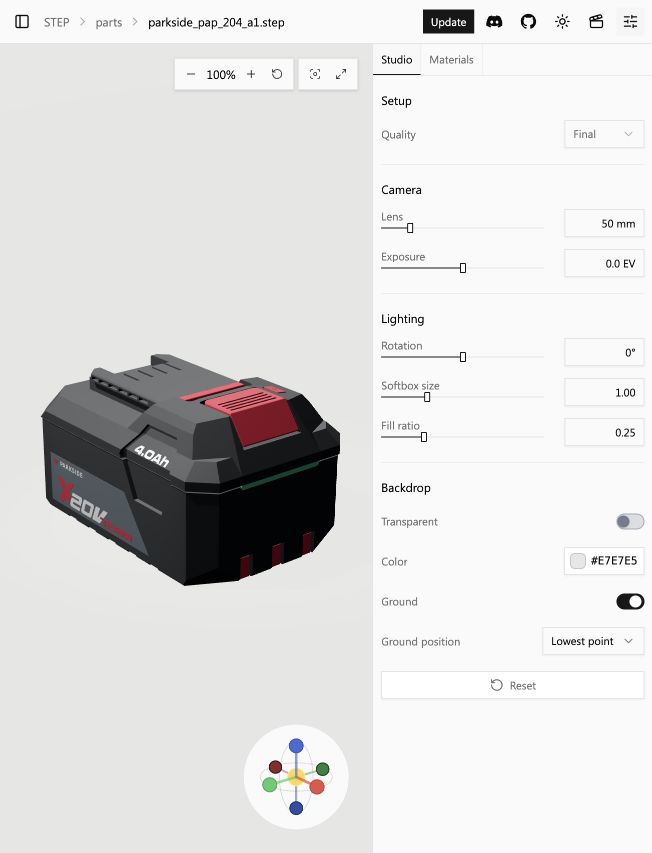 STEP > parts > parkside_pap_204_a1.step
Update
100%
Studio
Materials
Setup
Quality
Final
Camera
Lens
50 mm
Exposure
0.0 EV
Lighting
Rotation
0°
Softbox size
1.00
Fill ratio
0.25
Backdrop
Transparent
Color
#E7E7E5
Ground
Ground position
Lowest point
Reset
4.0Ah
PARKSIDE
X20V